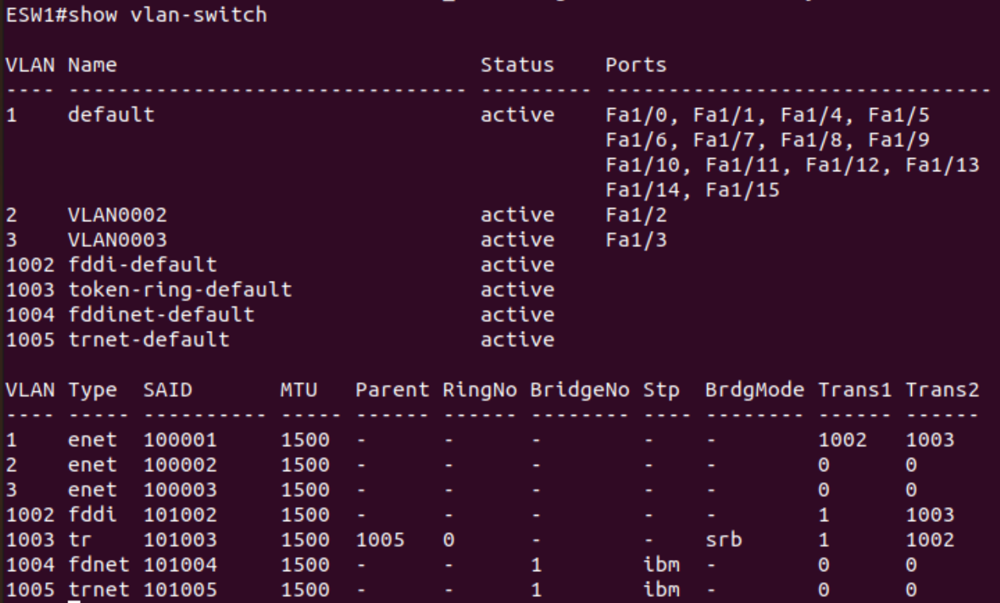 ESW1#show vlan-switch
VLAN Name                             Status    Ports
---- -------------------------------- --------- -------------------------------
1    default                          active    Fa1/0, Fa1/1, Fa1/4, Fa1/5
                                                Fa1/6, Fa1/7, Fa1/8, Fa1/9
                                                Fa1/10, Fa1/11, Fa1/12, Fa1/13
                                                Fa1/14, Fa1/15
2    VLAN0002                         active    Fa1/2
3    VLAN0003                         active    Fa1/3
1002 fddi-default                     active
1003 token-ring-default               active
1004 fddinet-default                  active
1005 trnet-default                    active
VLAN Type  SAID       MTU   Parent RingNo BridgeNo Stp  BrdgMode Trans1 Trans2
---- ----- ---------- ----- ------ ------ -------- ---- -------- ------ ------
1    enet  100001     1500  -      -      -        -    -        1002   1003
2    enet  100002     1500  -      -      -        -    -        0      0
3    enet  100003     1500  -      -      -        -    -        0      0
1002 fddi  101002     1500  -      -      -        -    -        1      1003
1003 tr    101003     1500  1005   0      -        -    srb      1      1002
1004 fdnet 101004     1500  -      -      1        ibm  -        0      0
1005 trnet 101005     1500  -      -      1        ibm  -        0      0